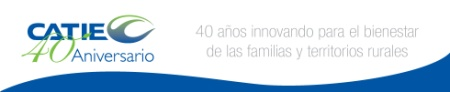 CATIE
40 Aniversario
40 años innovando para el bienestar
de las familias y territorios rurales